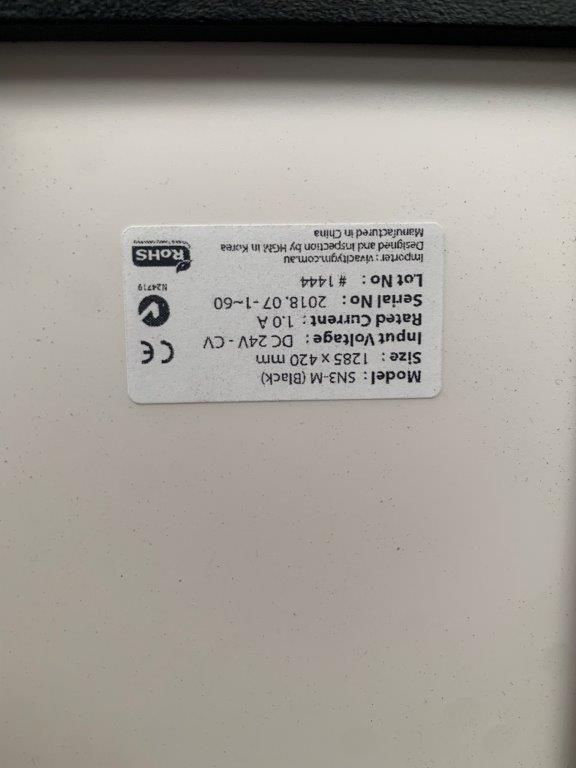 Model : SN3-M (Black)
Size : 1285 x 420 mm
Input Voltage : DC 24V - CV
Rated Current : 1.0 A
Serial No : 2018. 07 -1~60
Lot No : # 1444
Importer : vivacitygm.com.au
Designed and inspection by HGM in Korea
Manufactured in China
CE
N24719
RoHS